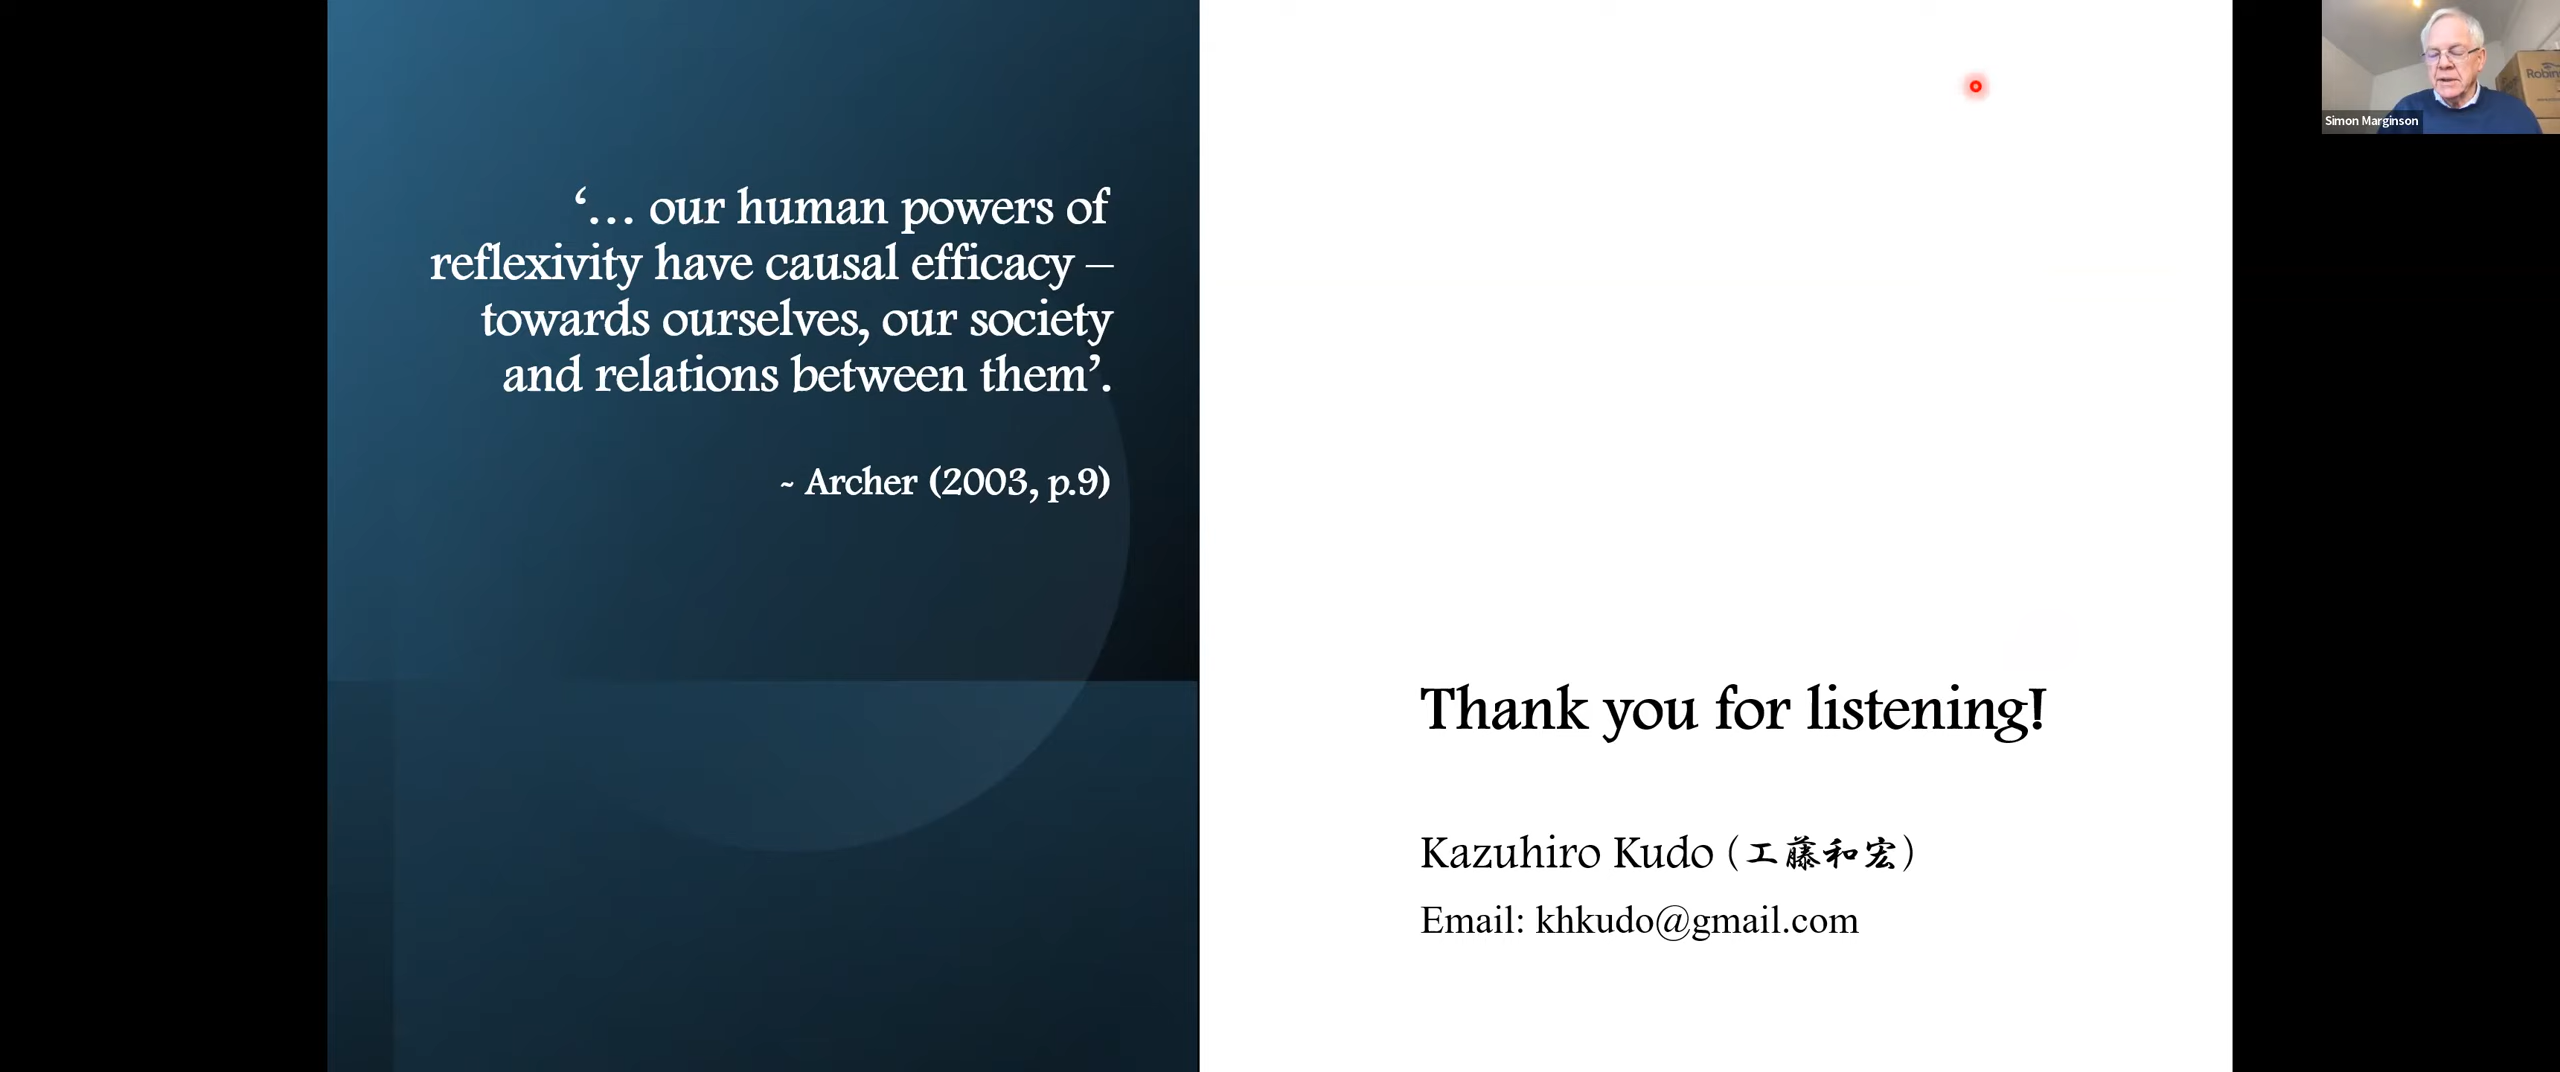 ‘… our human powers of
reflexivity have causal efficacy –
towards ourselves, our society
and relations between them’.
~ Archer (2003, p.9)
Thank you for listening!
Kazuhiro Kudo (工藤和宏)
Email: khkudo@gmail.com
Simon Marginson